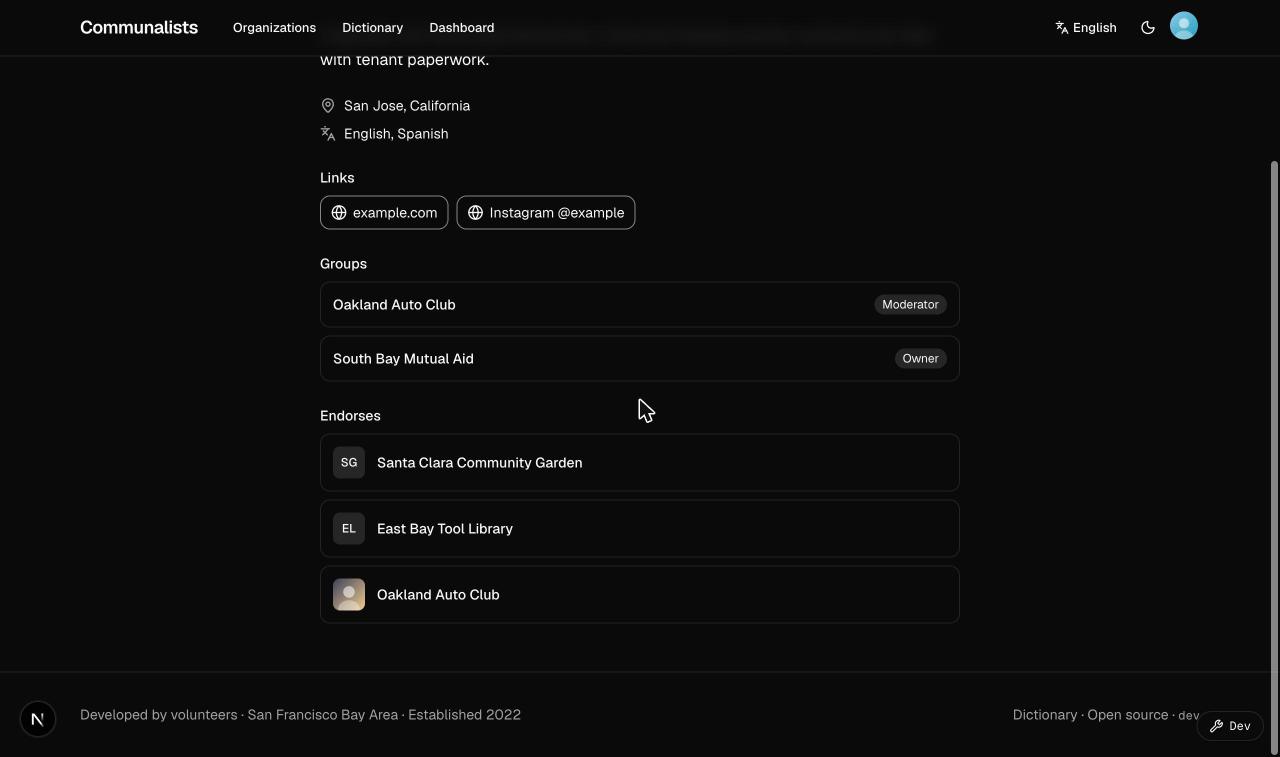 Communalists
Organizations
Dictionary
Dashboard
English
with tenant paperwork.
San Jose, California
English, Spanish
Links
example.com
Instagram @example
Groups
Oakland Auto Club
Moderator
South Bay Mutual Aid
Owner
Endorses
SG
Santa Clara Community Garden
EL
East Bay Tool Library
Oakland Auto Club
N
Developed by volunteers · San Francisco Bay Area · Established 2022
Dictionary · Open source · dev
Dev